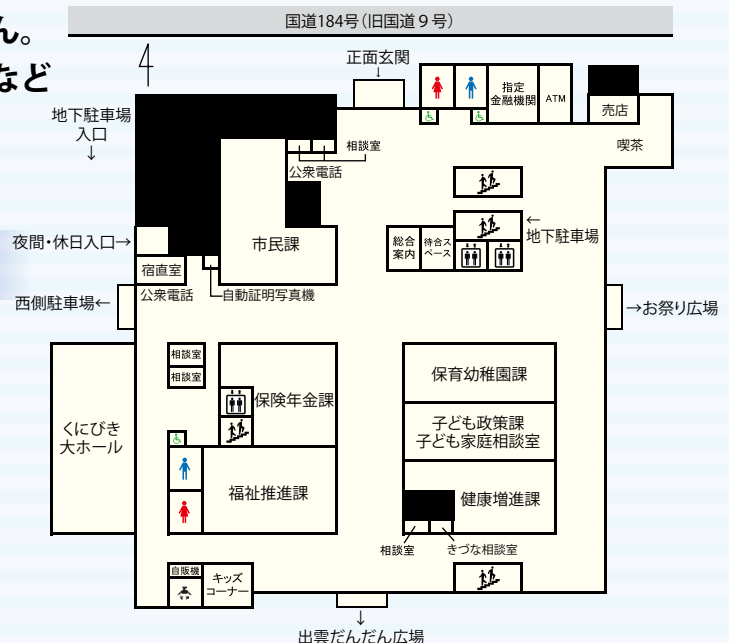 ん。
など
国道184号(旧国道9号)
正面玄関
↓
地下駐車場
入口
↓
指定
金融機関
ATM
売店
喫茶
相談室
公衆電話
夜間・休日入口→
市民課
総合
案内
待合ス
ペース
←
地下駐車場
宿直室
公衆電話
自動証明写真機
西側駐車場←
→お祭り広場
相談室
相談室
保険年金課
保育幼稚園課
くにびき
大ホール
子ども政策課
子ども家庭相談室
福祉推進課
健康増進課
相談室
きづな相談室
自販機
キッズ
コーナー
↓
出雲だんだん広場